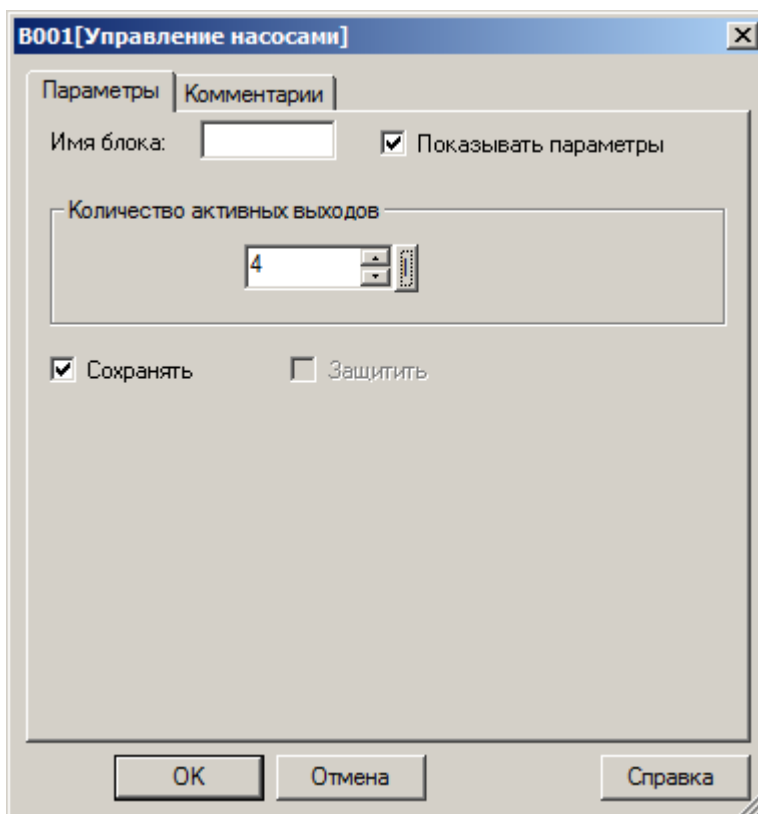 B001[Управление насосами]
Параметры Комментарии
Имя блока: Показывать параметры
Количество активных выходов
4
Сохранять Защитить
OK Отмена Справка